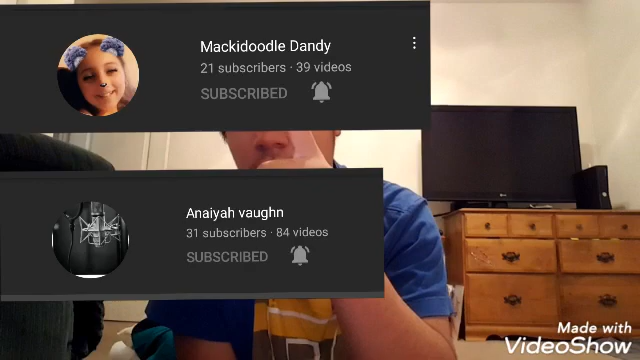 Mackidoodle Dandy
21 subscribers · 39 videos
SUBSCRIBED
Anaiyah vaughn
31 subscribers · 84 videos
SUBSCRIBED
Made with
VideoShow